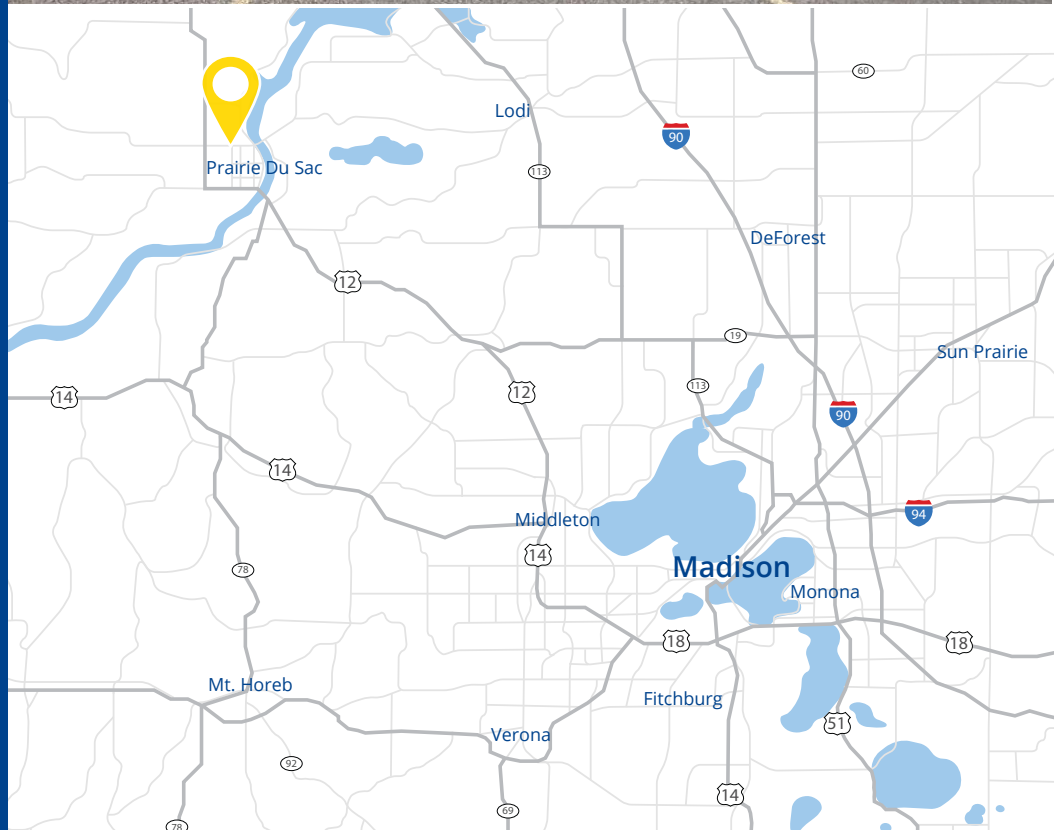 60
Lodi
90
Prairie Du Sac
113
DeForest
12
19
Sun Prairie
113
12
14
90
14
94
Middleton
14
Madison
78
Monona
18
18
Mt. Horeb
Fitchburg
51
Verona
92
14
69
78